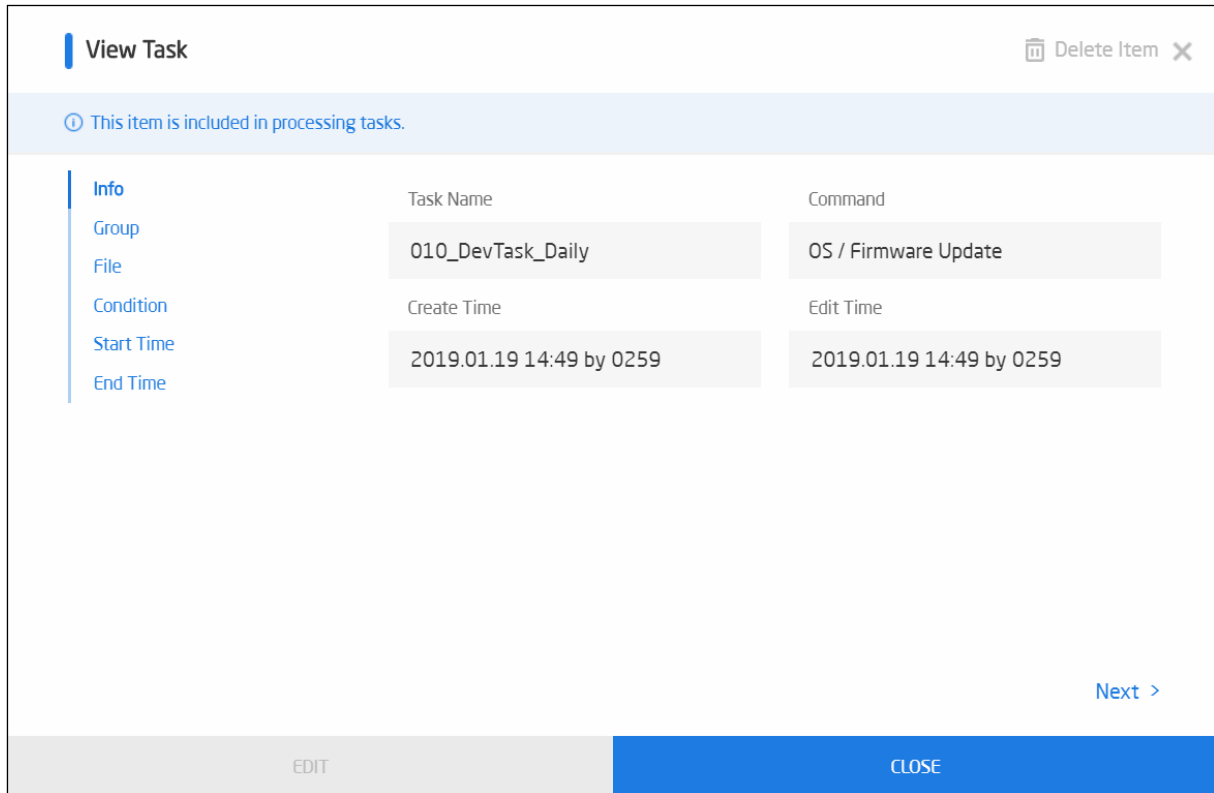 View Task
Delete Item
This item is included in processing tasks.
Info
Group
File
Condition
Start Time
End Time
Task Name
Command
010_DevTask_Daily
OS / Firmware Update
Create Time
Edit Time
2019.01.19 14:49 by 0259
2019.01.19 14:49 by 0259
Next >
EDIT
CLOSE